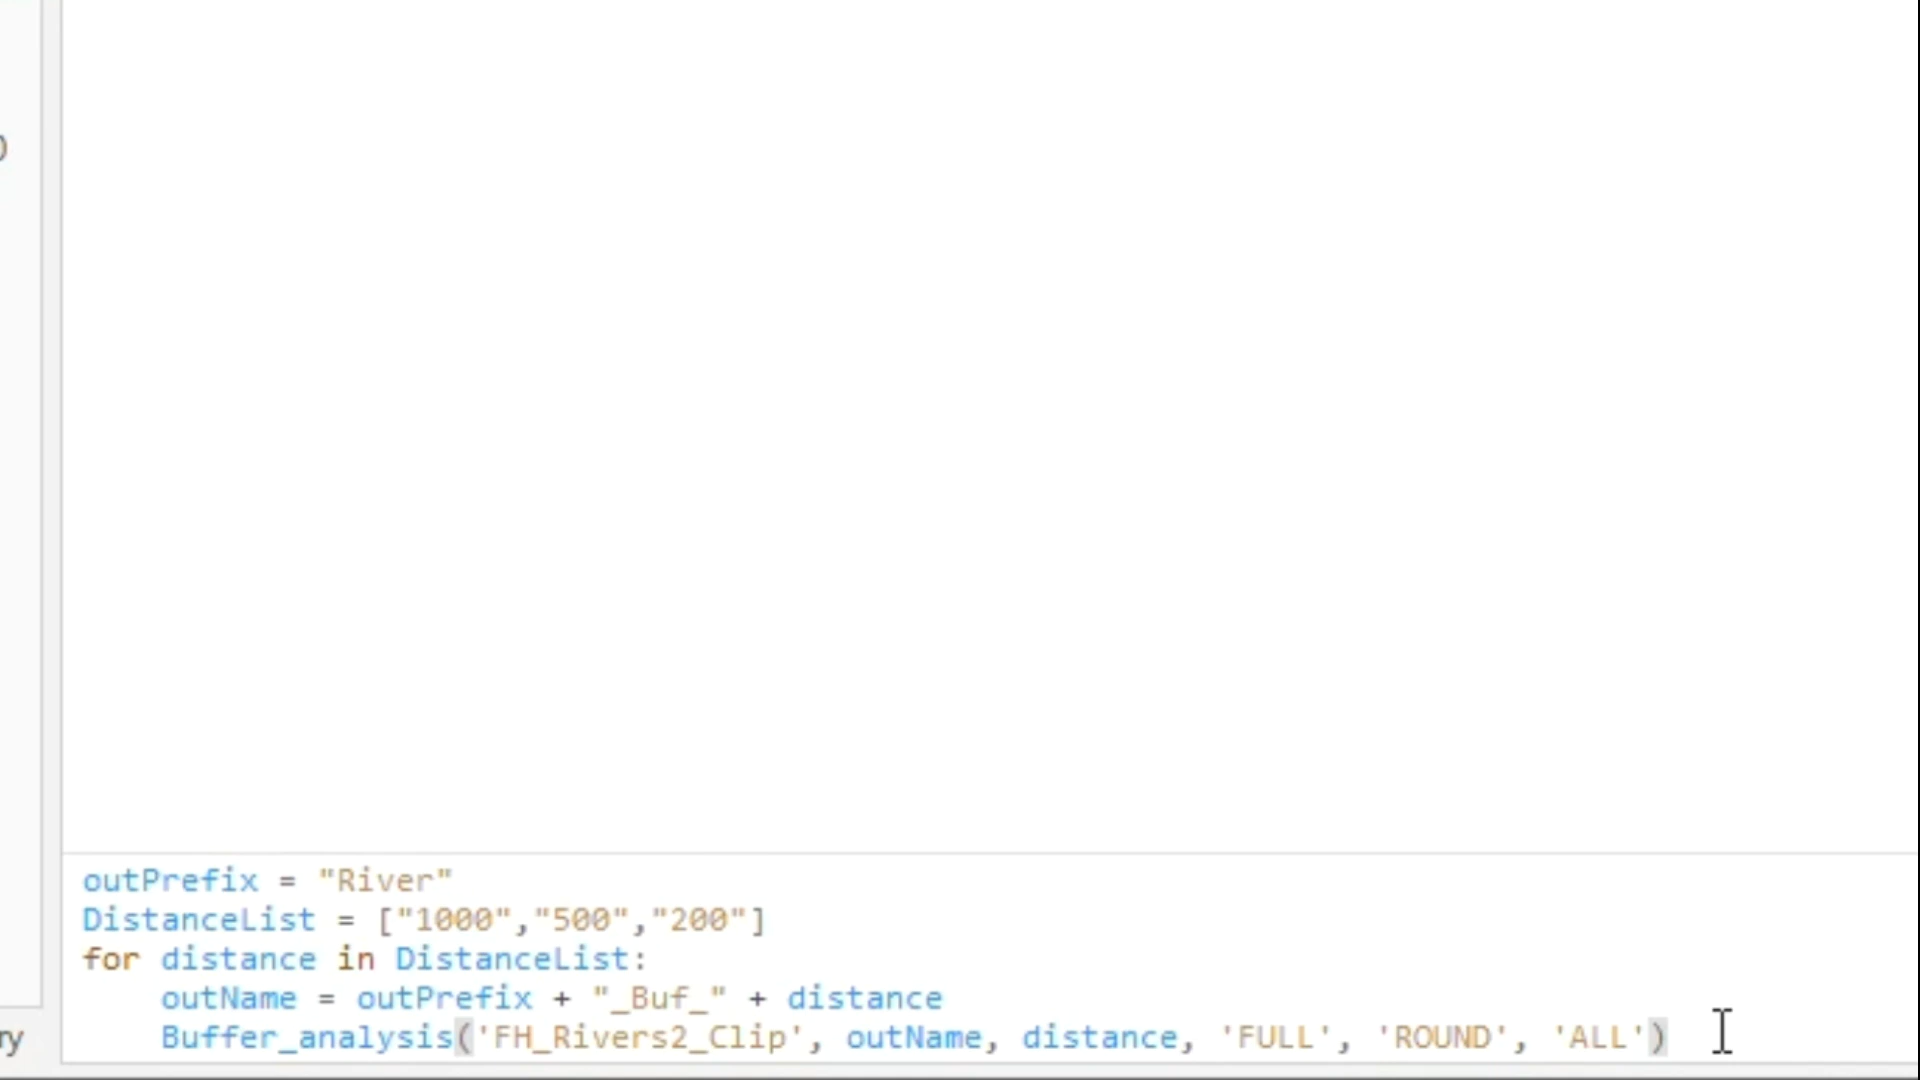 outPrefix = "River"
DistanceList = ["1000","500","200"]
for distance in DistanceList:
    outName = outPrefix + "_Buf_" + distance
ry
    Buffer_analysis('FH_Rivers2_Clip', outName, distance, 'FULL', 'ROUND', 'ALL')